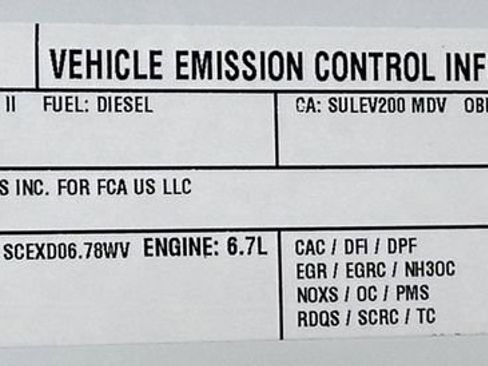 VEHICLE EMISSION CONTROL INF
II FUEL: DIESEL
CA: SULEV200 MDV OBI
S INC. FOR FCA US LLC
SCEXD06.78WV ENGINE: 6.7L
CAC / DFI / DPF
EGR / EGRC / NH3OC
NOXS / OC / PMS
RDQS / SCRC / TC